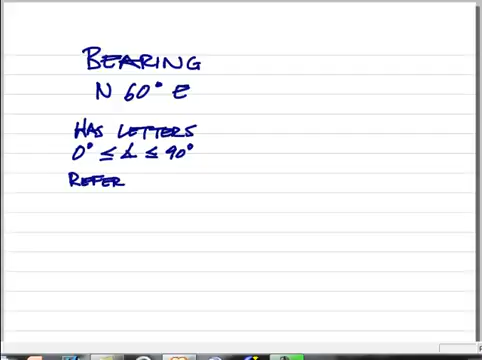 BEARING
N 60° E
HAS LETTERS
0° ≤ ∡ ≤ 90°
REFER